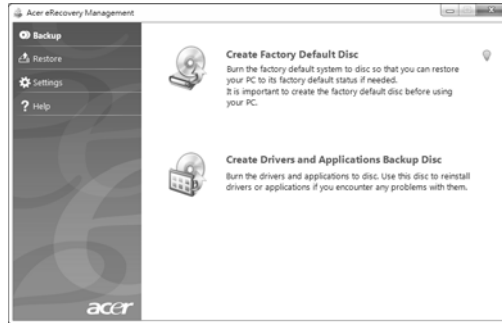 Acer eRecovery Management
Backup
Restore
Settings
Help
Create Factory Default Disc
Burn the factory default system to disc so that you can restore
your PC to its factory default status if needed.
It is important to create the factory default disc before using
your PC.
Create Drivers and Applications Backup Disc
Burn the drivers and applications to disc. Use this disc to reinstall
drivers or applications if you encounter any problems with them.
acer